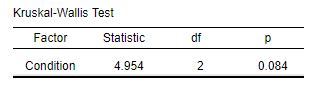 Kruskal-Wallis Test
Factor Statistic df p
Condition 4.954 2 0.084